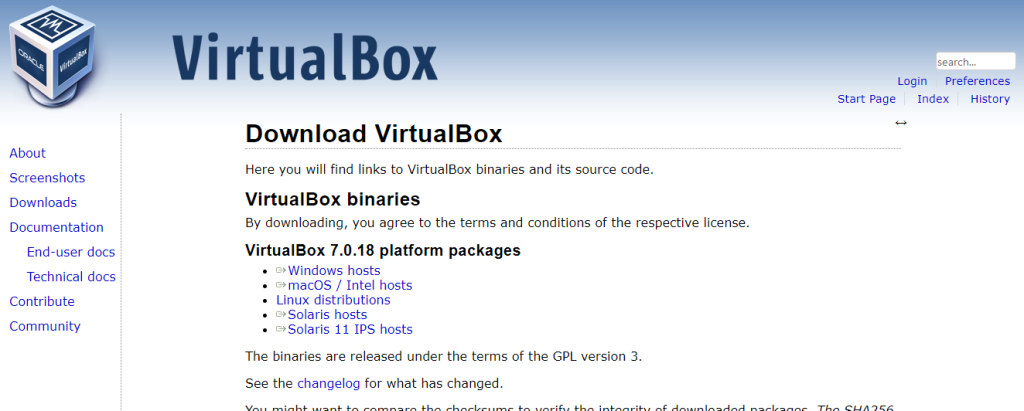 ORACLE
VirtualBox
VirtualBox
search...
Login Preferences
Start Page Index History
About
Screenshots
Downloads
Documentation
End-user docs
Technical docs
Contribute
Community
Download VirtualBox
Here you will find links to VirtualBox binaries and its source code.
VirtualBox binaries
By downloading, you agree to the terms and conditions of the respective license.
VirtualBox 7.0.18 platform packages
Windows hosts
macOS / Intel hosts
Linux distributions
Solaris hosts
Solaris 11 IPS hosts
The binaries are released under the terms of the GPL version 3.
See the changelog for what has changed.
You might want to compare the checksums to verify the integrity of downloaded packages. The SHA256